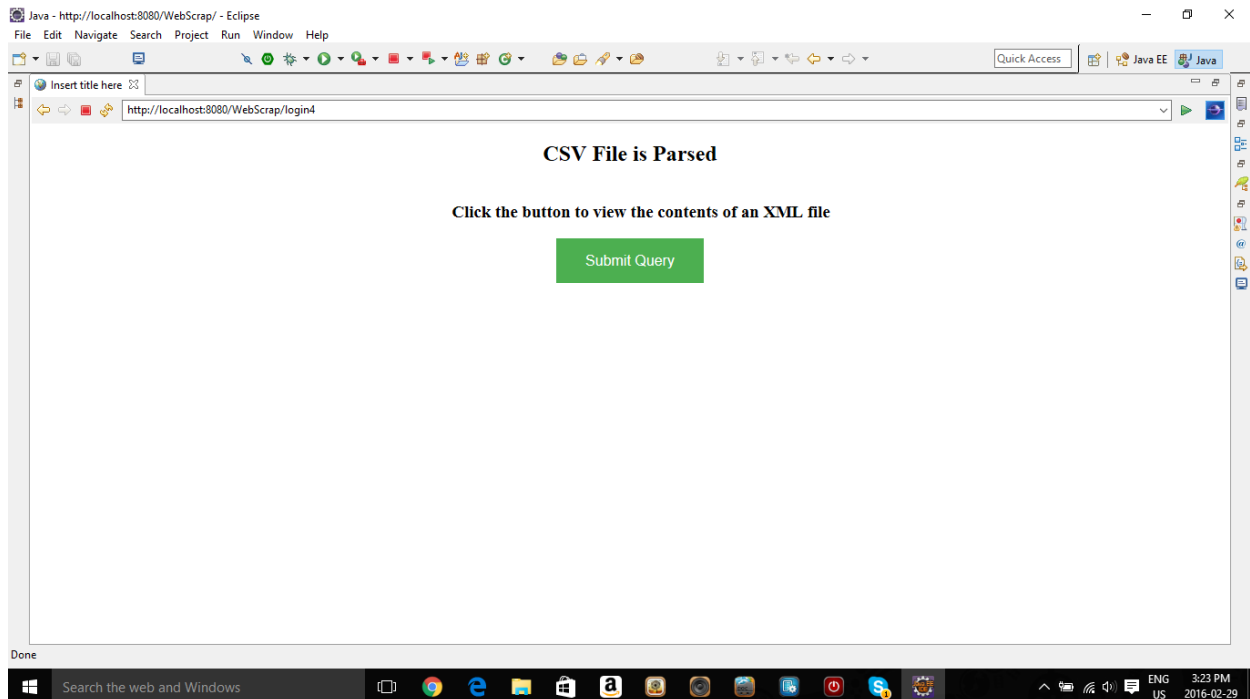 Java - http://localhost:8080/WebScrap/ - Eclipse
File Edit Navigate Search Project Run Window Help
Quick Access
Java EE
Java
Insert title here
http://localhost:8080/WebScrap/login4
CSV File is Parsed
Click the button to view the contents of an XML file
Submit Query
Done
Search the web and Windows
ENG
US
3:23 PM
2016-02-29